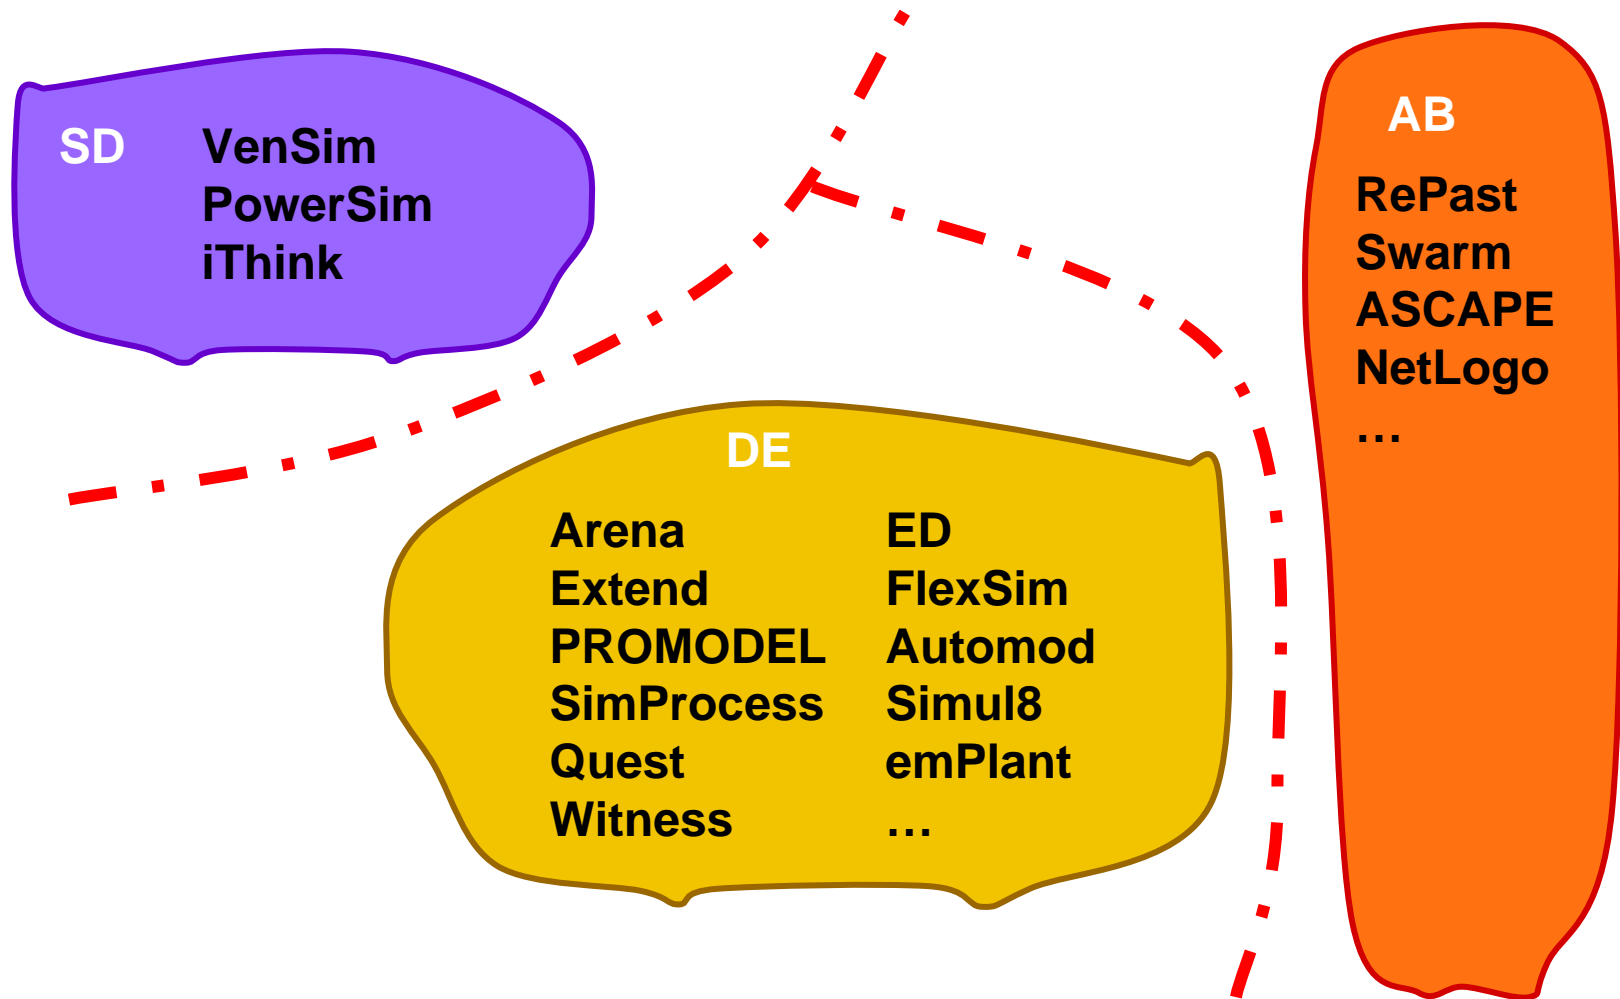 SD
VenSim
PowerSim
iThink
AB
RePast
Swarm
ASCAPE
NetLogo
…
DE
Arena
Extend
PROMODEL
SimProcess
Quest
Witness
ED
FlexSim
Automod
Simul8
emPlant
…